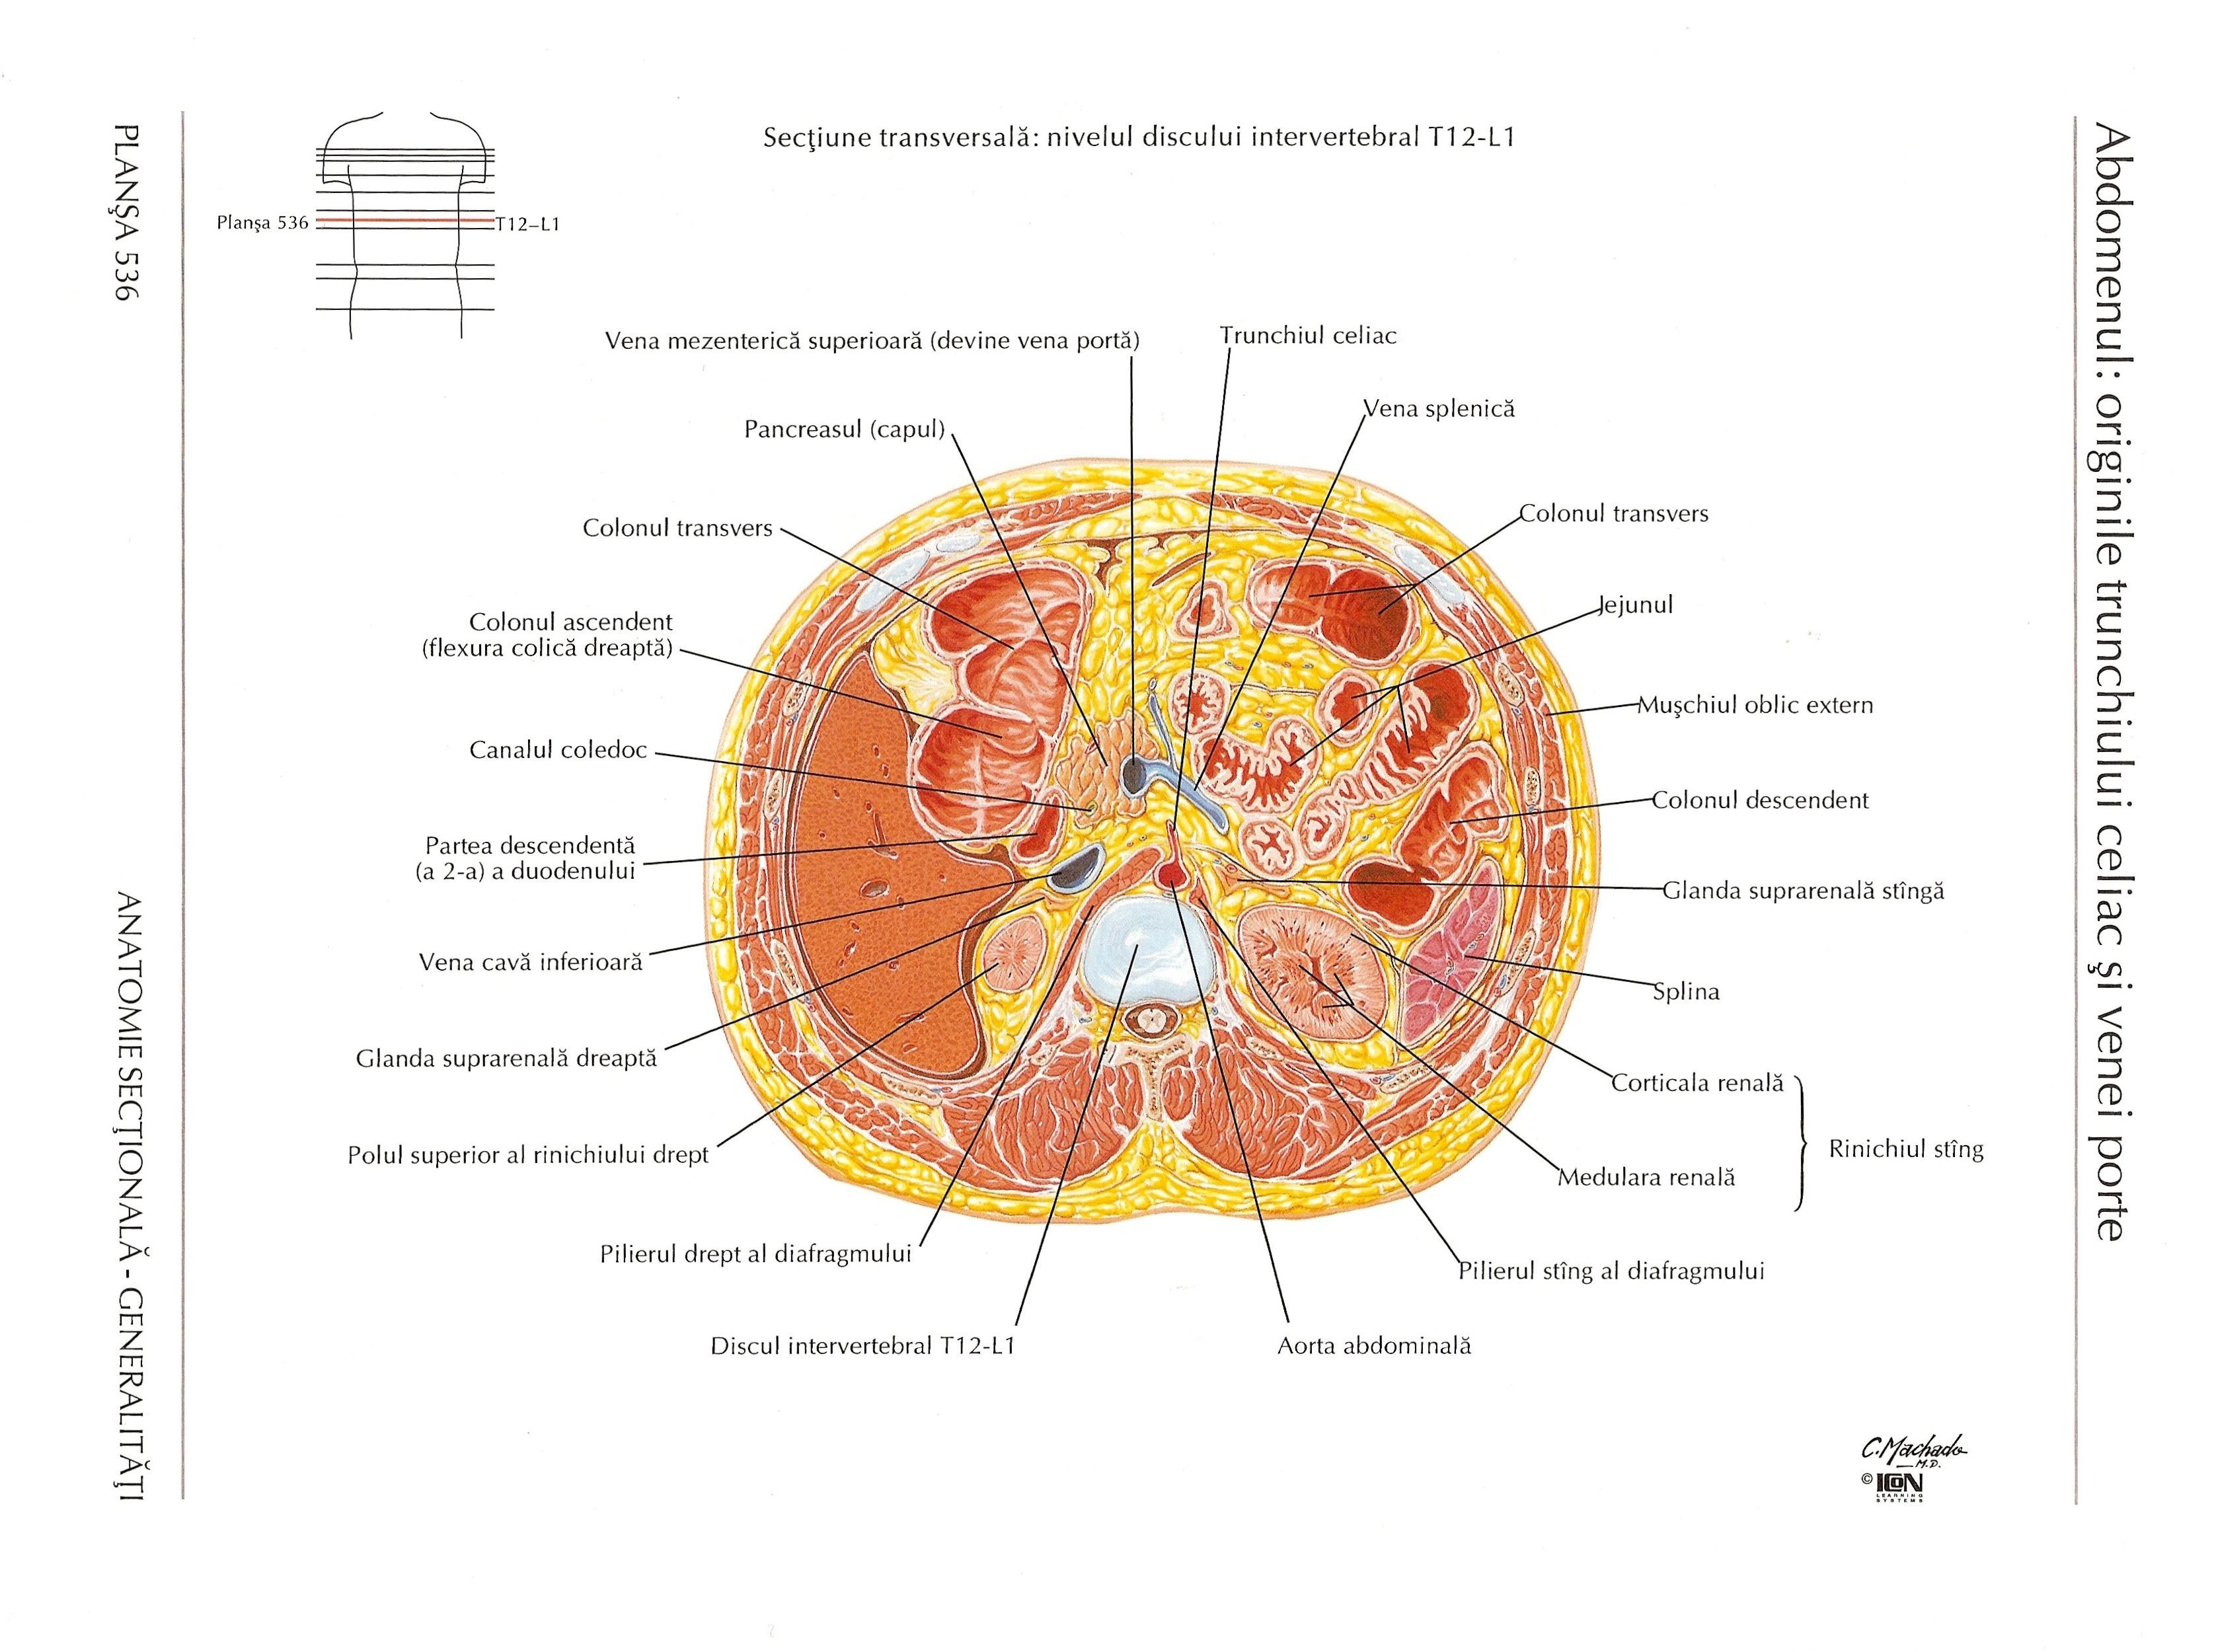 PLANŞA 536
ANATOMIE SECŢIONALĂ - GENERALITĂŢI
Abdomenul: originile trunchiului celiac şi venei porte
Secţiune transversală: nivelul discului intervertebral T12-L1
Planşa 536
T12–L1
Vena mezenterică superioară (devine vena portă)
Trunchiul celiac
Vena splenică
Pancreasul (capul)
Colonul transvers
Colonul transvers
Colonul ascendent
(flexura colică dreaptă)
Jejunul
Muşchiul oblic extern
Canalul coledoc
Colonul descendent
Partea descendentă
(a 2-a) a duodenului
Glanda suprarenală stîngă
Vena cavă inferioară
Splina
Glanda suprarenală dreaptă
Corticala renală
Polul superior al rinichiului drept
Rinichiul stîng
Medulara renală
Pilierul drept al diafragmului
Pilierul stîng al diafragmului
Discul intervertebral T12-L1
Aorta abdominală
C. Machado
M.D.
© ICON
LEARNING
SYSTEMS